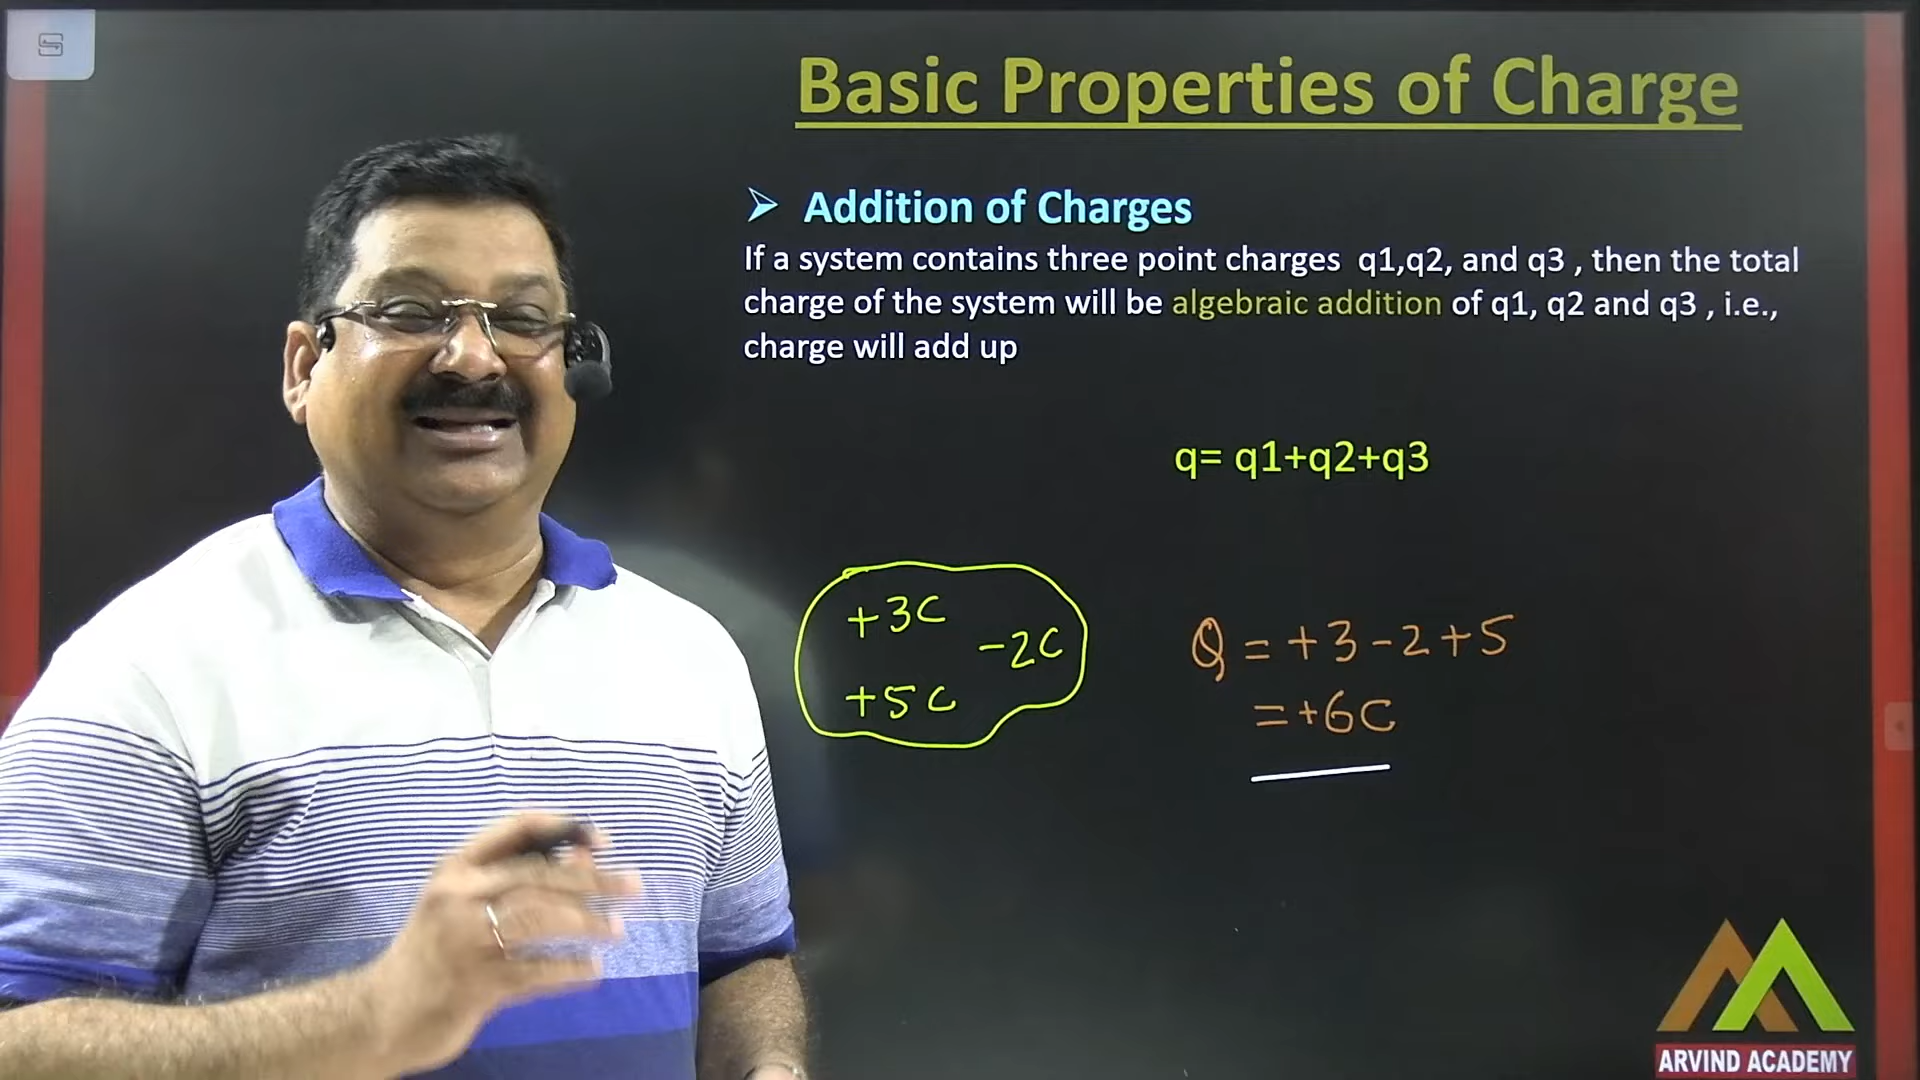 Basic Properties of Charge
➢ Addition of Charges
If a system contains three point charges q1,q2, and q3 , then the total
charge of the system will be algebraic addition of q1, q2 and q3 , i.e.,
charge will add up
q= q1+q2+q3
+3C
-2C
+5C
Q = +3-2+5
= +6C
ARVIND ACADEMY